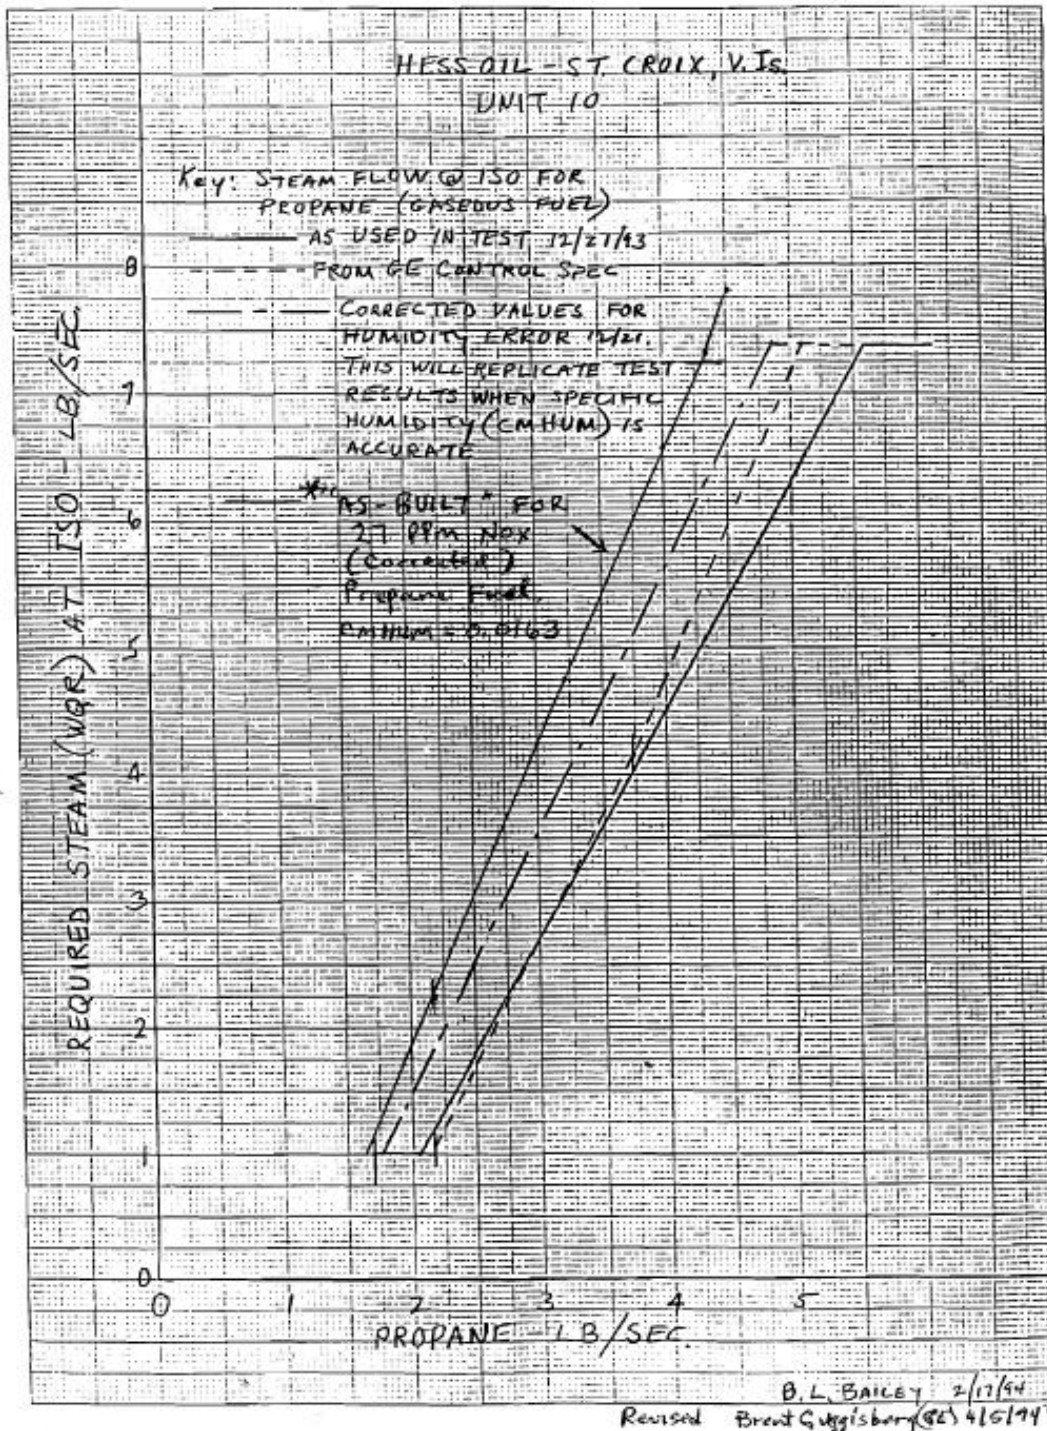 HESS OIL - ST. CROIX, V. Is.
UNIT 10
Key: STEAM FLOW @ ISO FOR
PROPANE (GASEOUS FUEL)
AS USED IN TEST 12/27/93
FROM GE CONTROL SPEC
CORRECTED VALUES FOR
HUMIDITY ERROR 12/21.
THIS WILL REPLICATE TEST
RESULTS WHEN SPECIFIC
HUMIDITY (CMHUM) IS
ACCURATE
*"AS-BUILT" FOR
27 PPm NOx
(Corrected)
Propane Fuel.
CMHUM = 0.0163
REQUIRED STEAM (WQR) AT ISO - LB/SEC.
8
7
6
5
4
3
2
1
0
0 1 2 3 4 5
PROPANE - LB/SEC.
B. L. BAILEY 2/17/94
Revised Brent Guggisberg 4/5/94